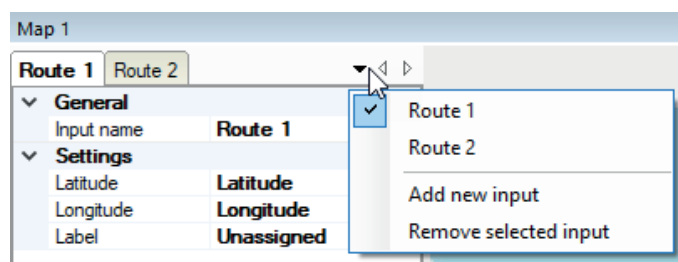 Map 1
Route 1 Route 2
General
Input name Route 1
Settings
Latitude Latitude
Longitude Longitude
Label Unassigned
Route 1
Route 2
Add new input
Remove selected input